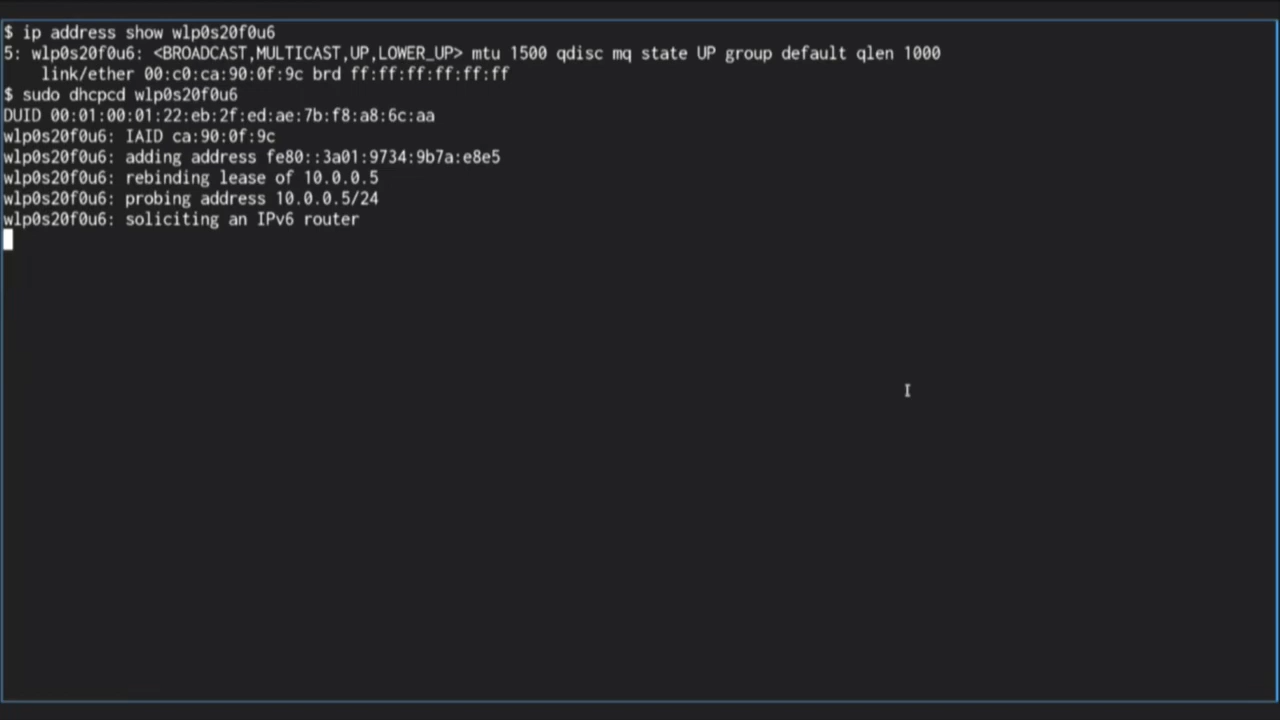 $ ip address show wlp0s20f0u6
5: wlp0s20f0u6: <BROADCAST,MULTICAST,UP,LOWER_UP> mtu 1500 qdisc mq state UP group default qlen 1000
    link/ether 00:c0:ca:90:0f:9c brd ff:ff:ff:ff:ff:ff
$ sudo dhcpcd wlp0s20f0u6
DUID 00:01:00:01:22:eb:2f:ed:ae:7b:f8:a8:6c:aa
wlp0s20f0u6: IAID ca:90:0f:9c
wlp0s20f0u6: adding address fe80::3a01:9734:9b7a:e8e5
wlp0s20f0u6: rebinding lease of 10.0.0.5
wlp0s20f0u6: probing address 10.0.0.5/24
wlp0s20f0u6: soliciting an IPv6 router